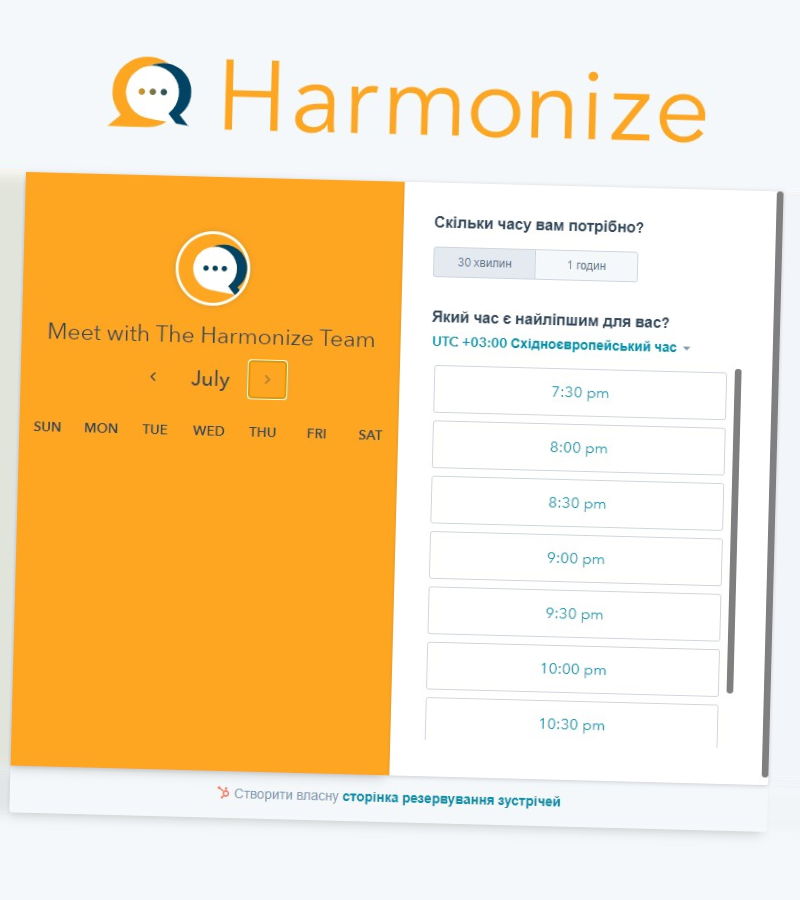 Harmonize
Meet with The Harmonize Team
July
SUN MON TUE WED THU FRI SAT
Скільки часу вам потрібно?
30 хвилин 1 годин
Який час є найліпшим для вас?
UTC +03:00 Східноєвропейський час
7:30 pm
8:00 pm
8:30 pm
9:00 pm
9:30 pm
10:00 pm
10:30 pm
Створити власну сторінка резервування зустрічей